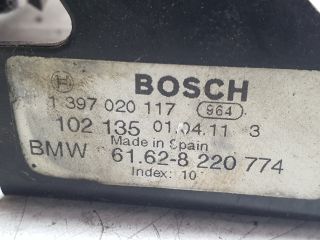 BOSCH
1 397 020 117 964
102 135 01.04.11 3
Made in Spain
BMW 61.62-8 220 774
Index: 10